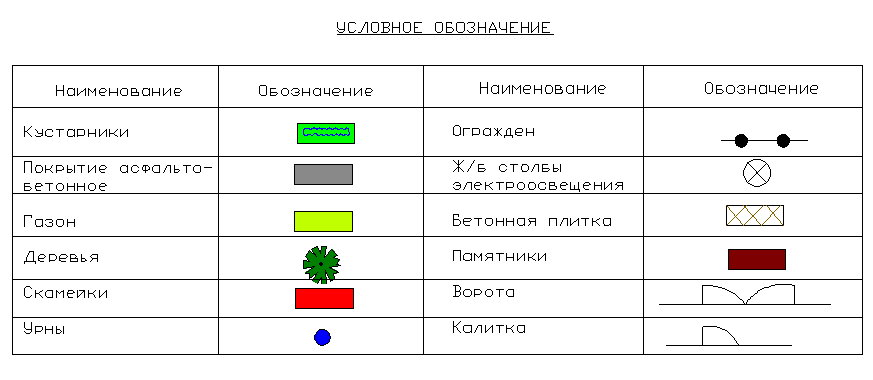 УСЛОВНОЕ ОБОЗНАЧЕНИЕ
Наименование Обозначение Наименование Обозначение
Кустарники Огражден
Покрытие асфальто-
бетонное
Ж/б столбы
электроосвещения
Газон Бетонная плитка
Деревья Памятники
Скамейки Ворота
Урны Калитка